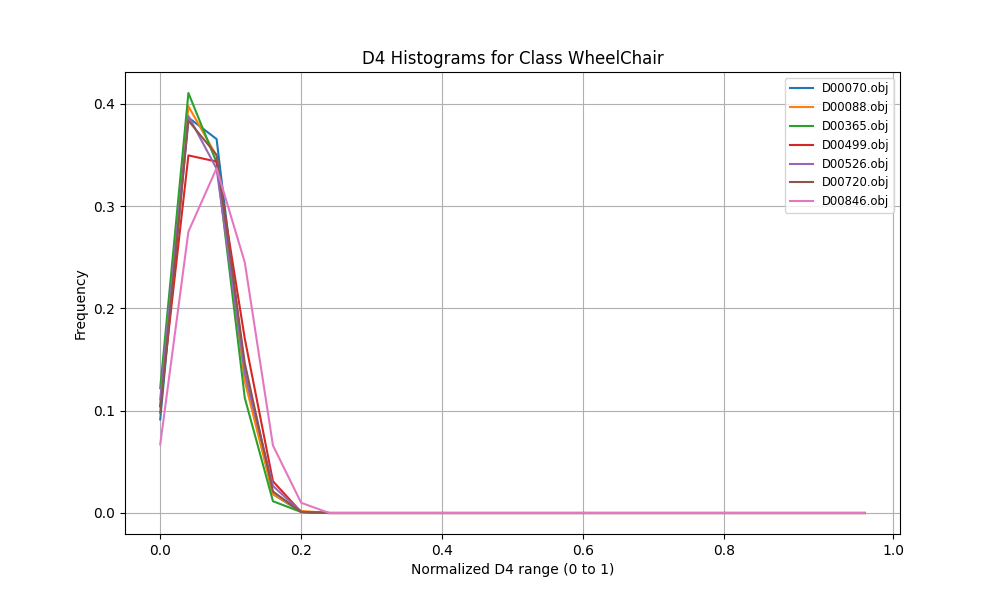 D4 Histograms for Class WheelChair
D00070.obj
D00088.obj
D00365.obj
D00499.obj
D00526.obj
D00720.obj
D00846.obj
Frequency
0.4
0.3
0.2
0.1
0.0
0.0 0.2 0.4 0.6 0.8 1.0
Normalized D4 range (0 to 1)